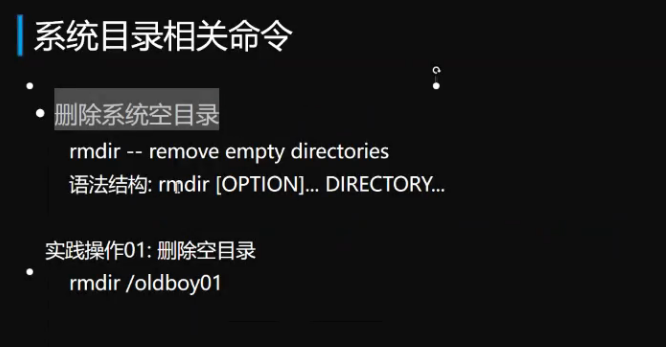 系统目录相关命令
删除系统空目录
rmdir -- remove empty directories
语法结构: rmdir [OPTION]... DIRECTORY...
实践操作01: 删除空目录
rmdir /oldboy01